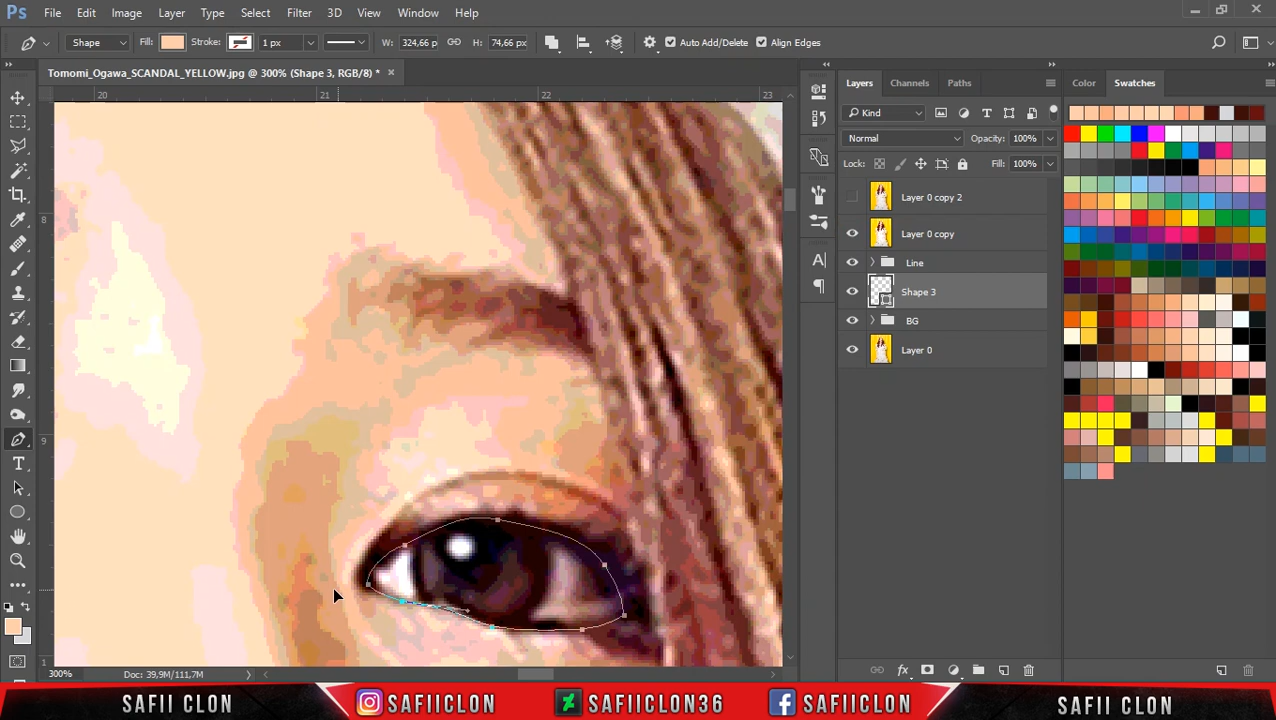 Ps File Edit Image Layer Type Select Filter 3D View Window Help
Shape Fill: Stroke: 1 px W: 324,66 p H: 74,66 px Auto Add/Delete Align Edges
Tomomi_Ogawa_SCANDAL_YELLOW.jpg @ 300% (Shape 3, RGB/8) * ×
20 21 22 23
8
9
1
Layers Channels Paths
Kind
Normal Opacity: 100%
Lock: Fill: 100%
Layer 0 copy 2
Layer 0 copy
Line
Shape 3
BG
Layer 0
Color Swatches
300% Doc: 39,9M/111,7M
fx
SAFII CLON SAFIICLON SAFIICLON36 SAFIICLON SAFII CLON